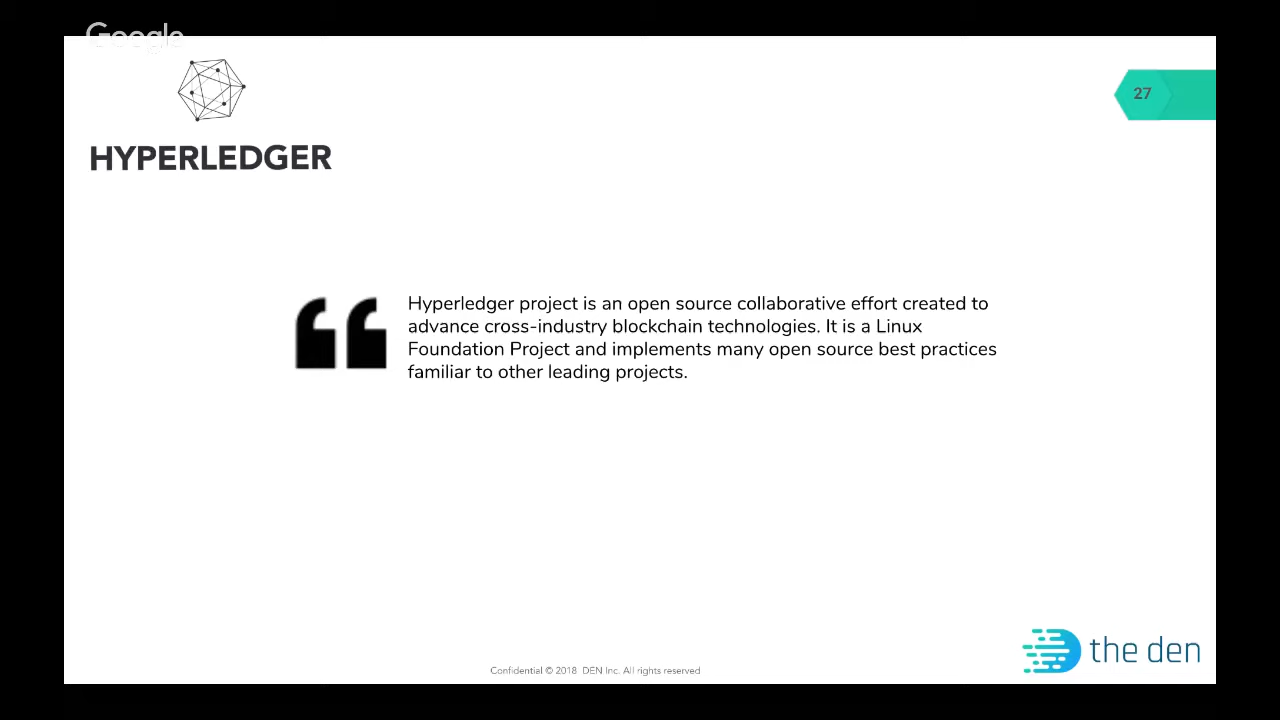 Google
27
HYPERLEDGER
Hyperledger project is an open source collaborative effort created to
advance cross-industry blockchain technologies. It is a Linux
Foundation Project and implements many open source best practices
familiar to other leading projects.
the den
Confidential © 2018 DEN Inc. All rights reserved